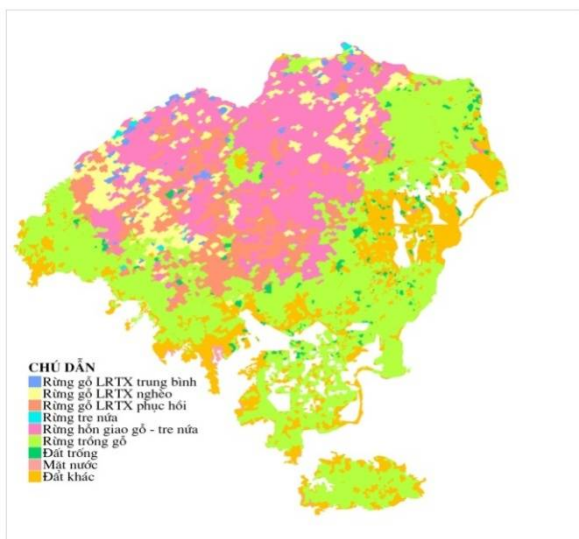 CHÚ DẪN
Rừng gỗ LRTX trung bình
Rừng gỗ LRTX nghèo
Rừng gỗ LRTX phục hồi
Rừng tre nứa
Rừng hỗn giao gỗ - tre nứa
Rừng trồng gỗ
Đất trống
Mặt nước
Đất khác